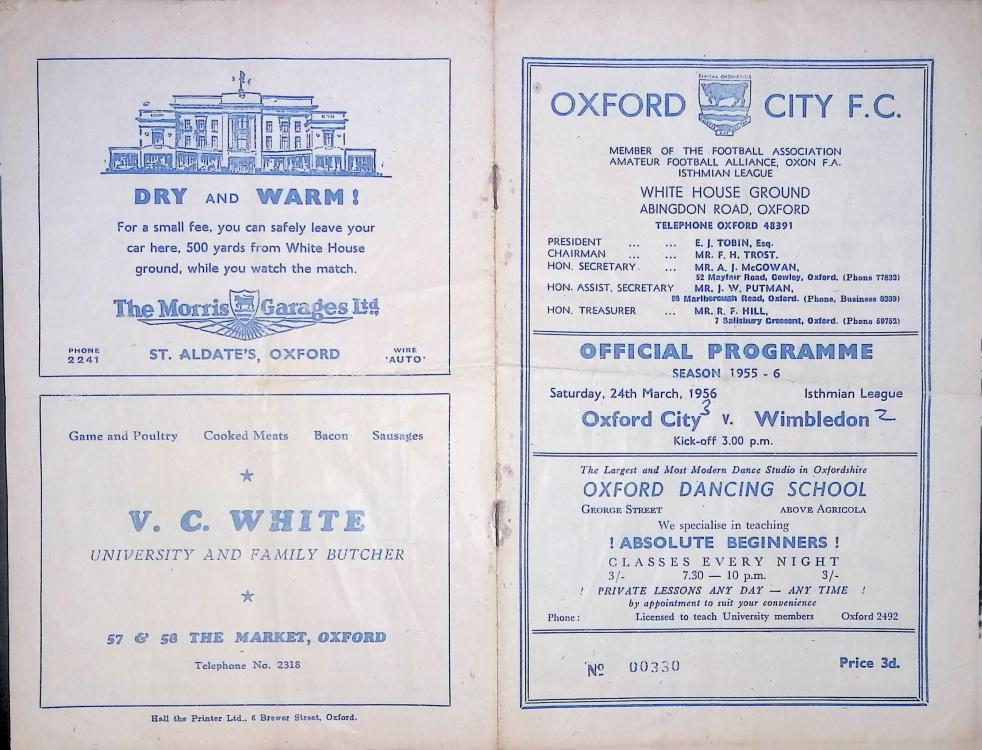 DRY AND WARM!
For a small fee, you can safely leave your
car here, 500 yards from White House
ground, while you watch the match.
The Morris Garages Ltd.
PHONE
2241
ST. ALDATE'S, OXFORD
WIRE
'AUTO'
Game and Poultry Cooked Meats Bacon Sausages
V. C. WHITE
UNIVERSITY AND FAMILY BUTCHER
57 & 58 THE MARKET, OXFORD
Telephone No. 2318
Hall the Printer Ltd., 6 Brewer Street, Oxford.
OXFORD CITY F.C.
MEMBER OF THE FOOTBALL ASSOCIATION
AMATEUR FOOTBALL ALLIANCE, OXON F.A.
ISTHMIAN LEAGUE
WHITE HOUSE GROUND
ABINGDON ROAD, OXFORD
TELEPHONE OXFORD 48391
PRESIDENT ... ... E. J. TOBIN, Esq.
CHAIRMAN ... ... MR. F. H. TROST.
HON. SECRETARY ... MR. A. J. McGOWAN,
52 Mayfair Road, Cowley, Oxford. (Phone 77832)
HON. ASSIST. SECRETARY MR. J. W. PUTMAN,
Marlborough Road, Oxford. (Phone, Business 8239)
HON. TREASURER ... MR. R. F. HILL,
7 Salisbury Crescent, Oxford. (Phone 59752)
OFFICIAL PROGRAMME
SEASON 1955 - 6
Saturday, 24th March, 1956 Isthmian League
Oxford City 3 v. Wimbledon 2
Kick-off 3.00 p.m.
The Largest and Most Modern Dance Studio in Oxfordshire
OXFORD DANCING SCHOOL
GEORGE STREET ABOVE AGRICOLA
We specialise in teaching
! ABSOLUTE BEGINNERS !
CLASSES EVERY NIGHT
3/- 7.30 — 10 p.m. 3/-
! PRIVATE LESSONS ANY DAY — ANY TIME !
by appointment to suit your convenience
Phone: Licensed to teach University members Oxford 2492
No 00330 Price 3d.